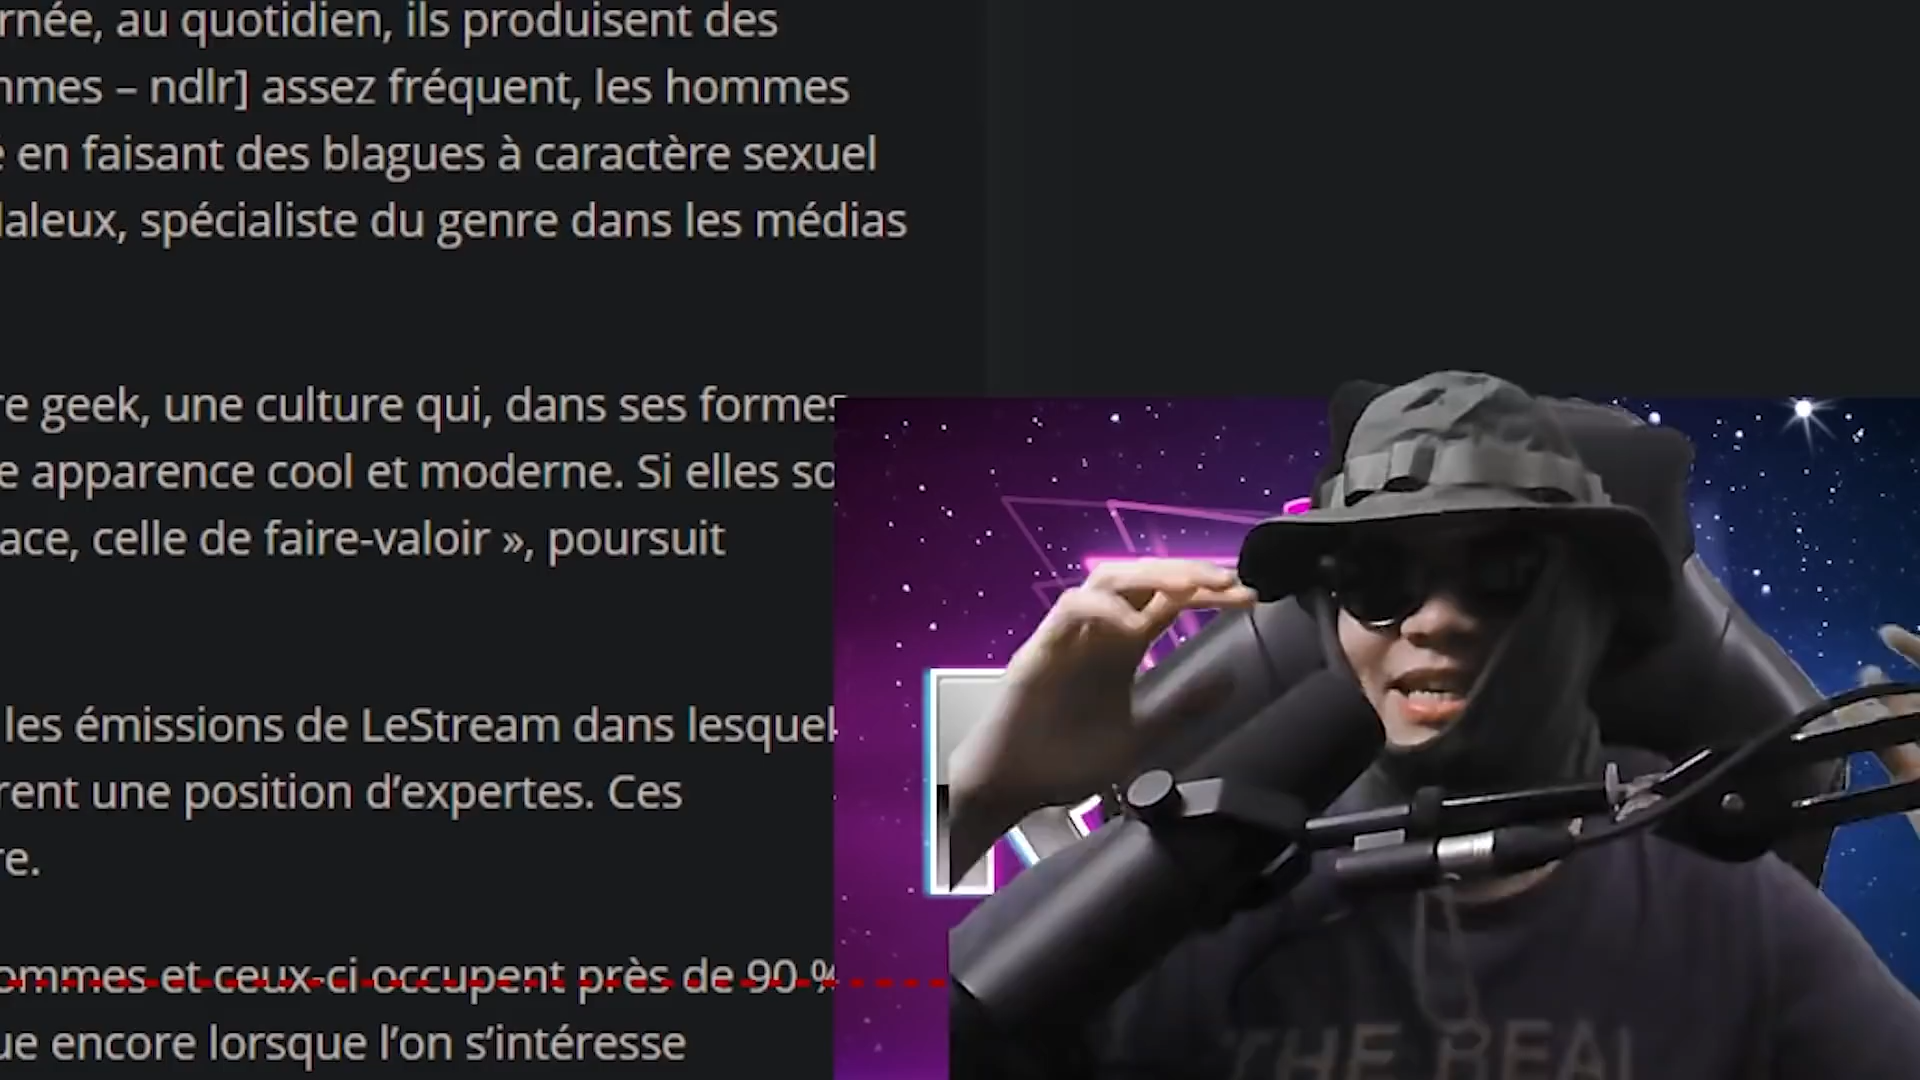 rnée, au quotidien, ils produisent des
mmes – ndlr] assez fréquent, les hommes
en faisant des blagues à caractère sexuel
laleux, spécialiste du genre dans les médias
re geek, une culture qui, dans ses formes
e apparence cool et moderne. Si elles so
ace, celle de faire-valoir », poursuit
les émissions de LeStream dans lesquel
rent une position d’expertes. Ces
re.
ommes et ceux-ci occupent près de 90 %
ue encore lorsque l’on s’intéresse
THE REAL